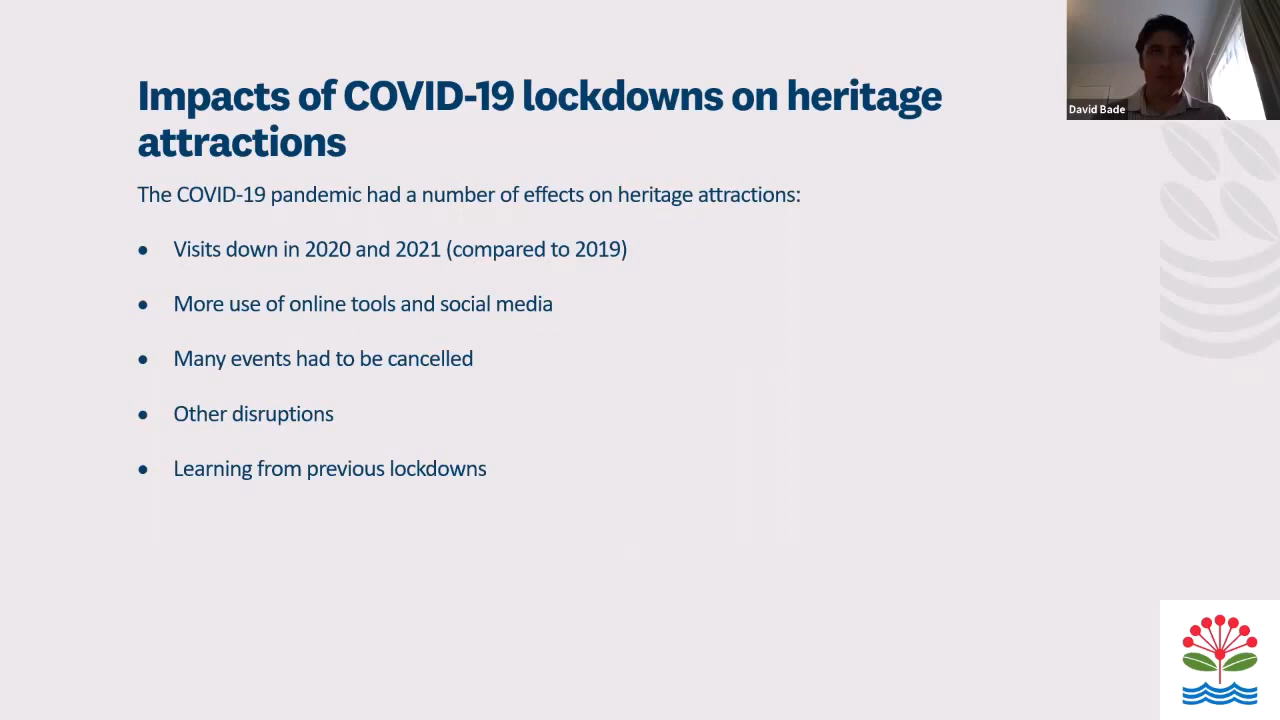 Impacts of COVID-19 lockdowns on heritage
attractions
The COVID-19 pandemic had a number of effects on heritage attractions:
• Visits down in 2020 and 2021 (compared to 2019)
• More use of online tools and social media
• Many events had to be cancelled
• Other disruptions
• Learning from previous lockdowns
David Bade